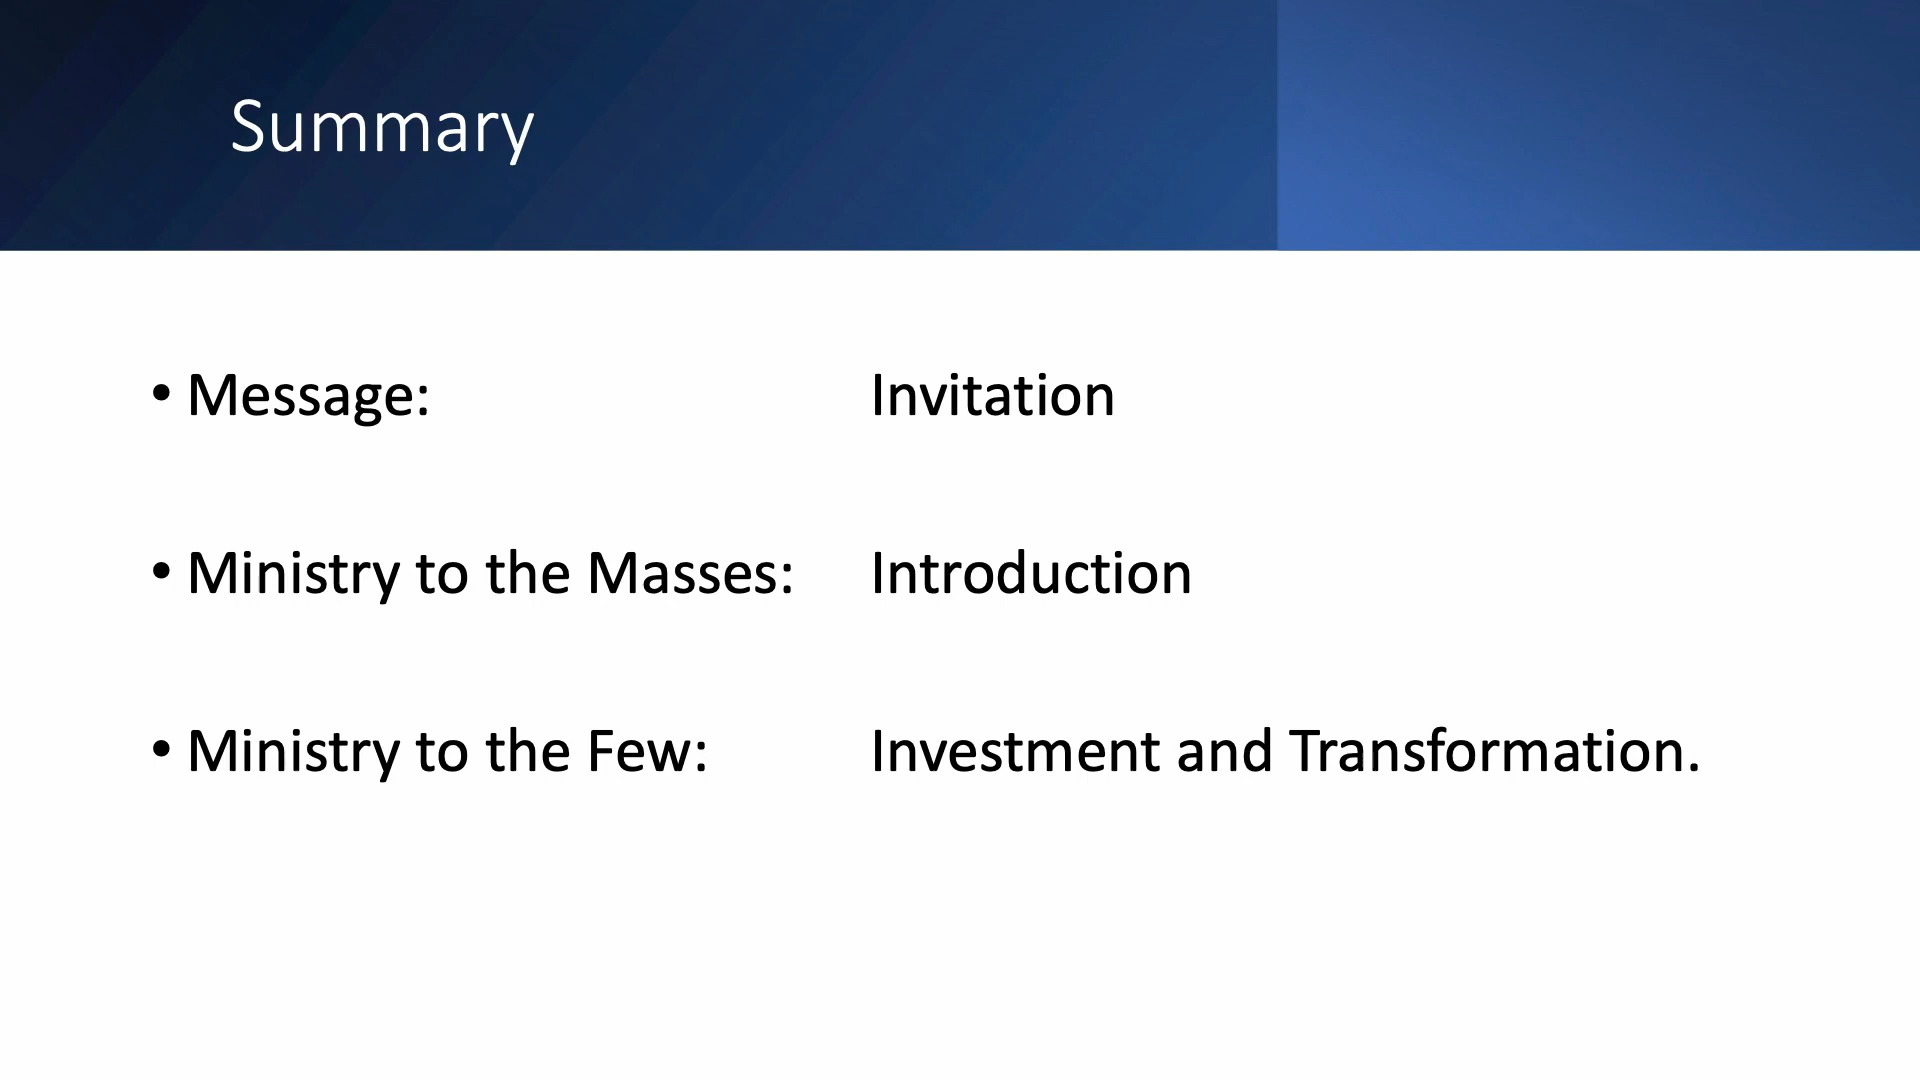 Summary
• Message: Invitation
• Ministry to the Masses: Introduction
• Ministry to the Few: Investment and Transformation.